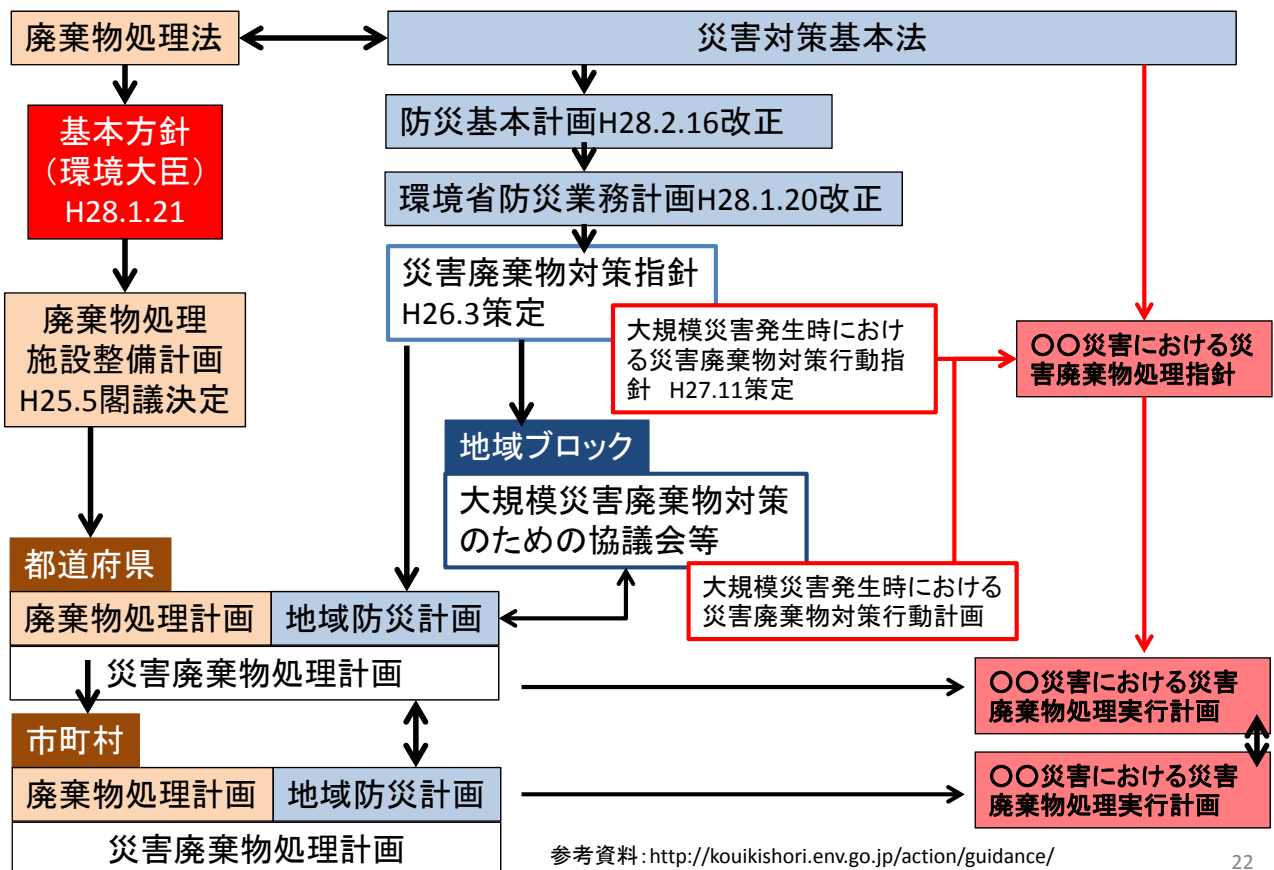 廃棄物処理法
災害対策基本法
基本方針
（環境大臣）
H28.1.21
防災基本計画H28.2.16改正
環境省防災業務計画H28.1.20改正
災害廃棄物対策指針
H26.3策定
廃棄物処理
施設整備計画
H25.5閣議決定
大規模災害発生時におけ
る災害廃棄物対策行動指
針 H27.11策定
〇〇災害における災
害廃棄物処理指針
地域ブロック
大規模災害廃棄物対策
のための協議会等
大規模災害発生時における
災害廃棄物対策行動計画
都道府県
廃棄物処理計画
地域防災計画
災害廃棄物処理計画
〇〇災害における災害
廃棄物処理実行計画
市町村
廃棄物処理計画
地域防災計画
災害廃棄物処理計画
〇〇災害における災害
廃棄物処理実行計画
参考資料：http://kouikishori.env.go.jp/action/guidance/
22